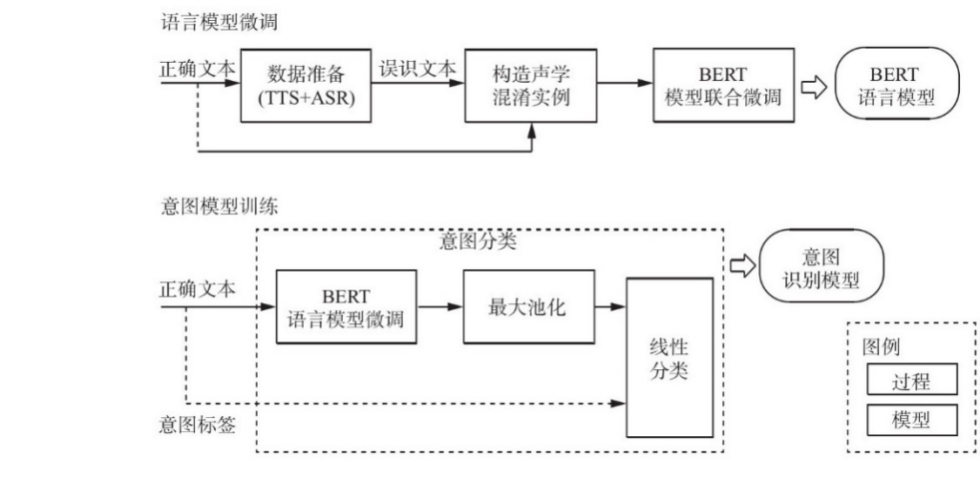 语言模型微调
正确文本
数据准备
(TTS+ASR)
误识文本
构造声学
混淆实例
BERT
模型联合微调
BERT
语言模型
意图模型训练
意图分类
正确文本
BERT
语言模型微调
最大池化
线性
分类
意图标签
意图
识别模型
图例
过程
模型